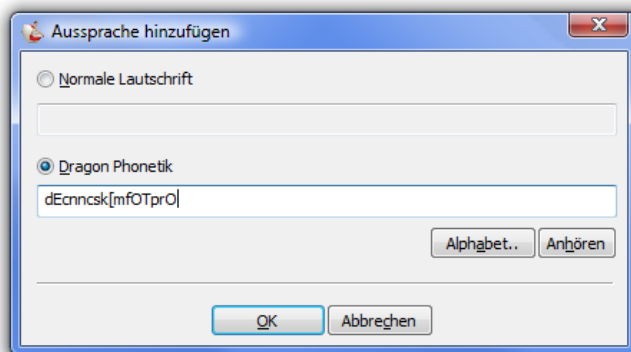 Aussprache hinzufügen
Normale Lautschrift
Dragon Phonetik
dEcnncsk[mfOTprO
Alphabet.. Anhören
OK Abbrechen